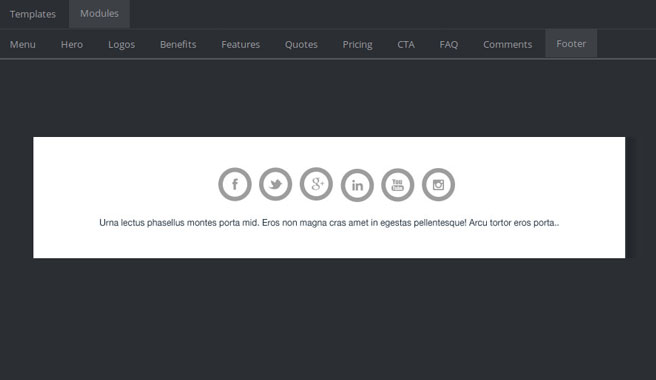 Templates Modules
Menu Hero Logos Benefits Features Quotes Pricing CTA FAQ Comments Footer
f g+ in You Tube
Urna lectus phasellus montes porta mid. Eros non magna cras amet in egestas pellentesque! Arcu tortor eros porta..